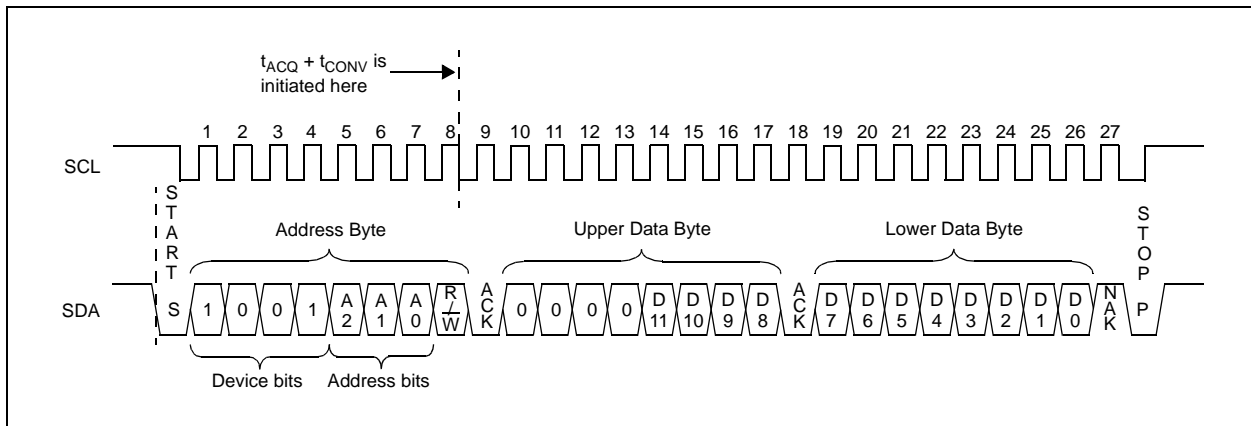 tACQ + tCONV is
initiated here
1 2 3 4 5 6 7 8 9 10 11 12 13 14 15 16 17 18 19 20 21 22 23 24 25 26 27
SCL
START
STOP
Address Byte
Upper Data Byte
Lower Data Byte
SDA
S 1 0 0 1 A2 A1 A0 R/W ACK 0 0 0 0 D11 D10 D9 D8 ACK D7 D6 D5 D4 D3 D2 D1 D0 NAK P
Device bits
Address bits